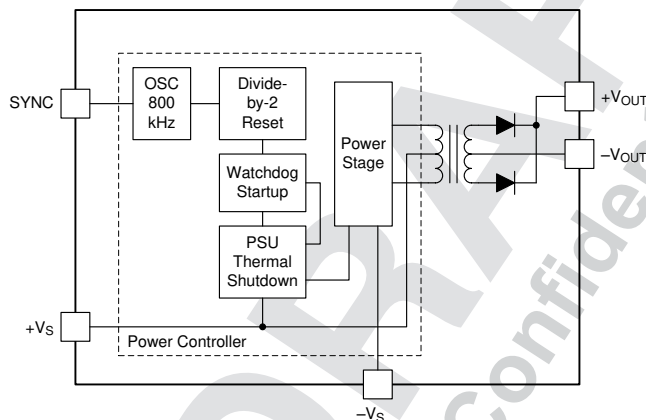 SYNC
OSC
800
kHz
Divide-
by-2
Reset
Watchdog
Startup
PSU
Thermal
Shutdown
Power
Stage
+VOUT
–VOUT
+VS
Power Controller
–VS